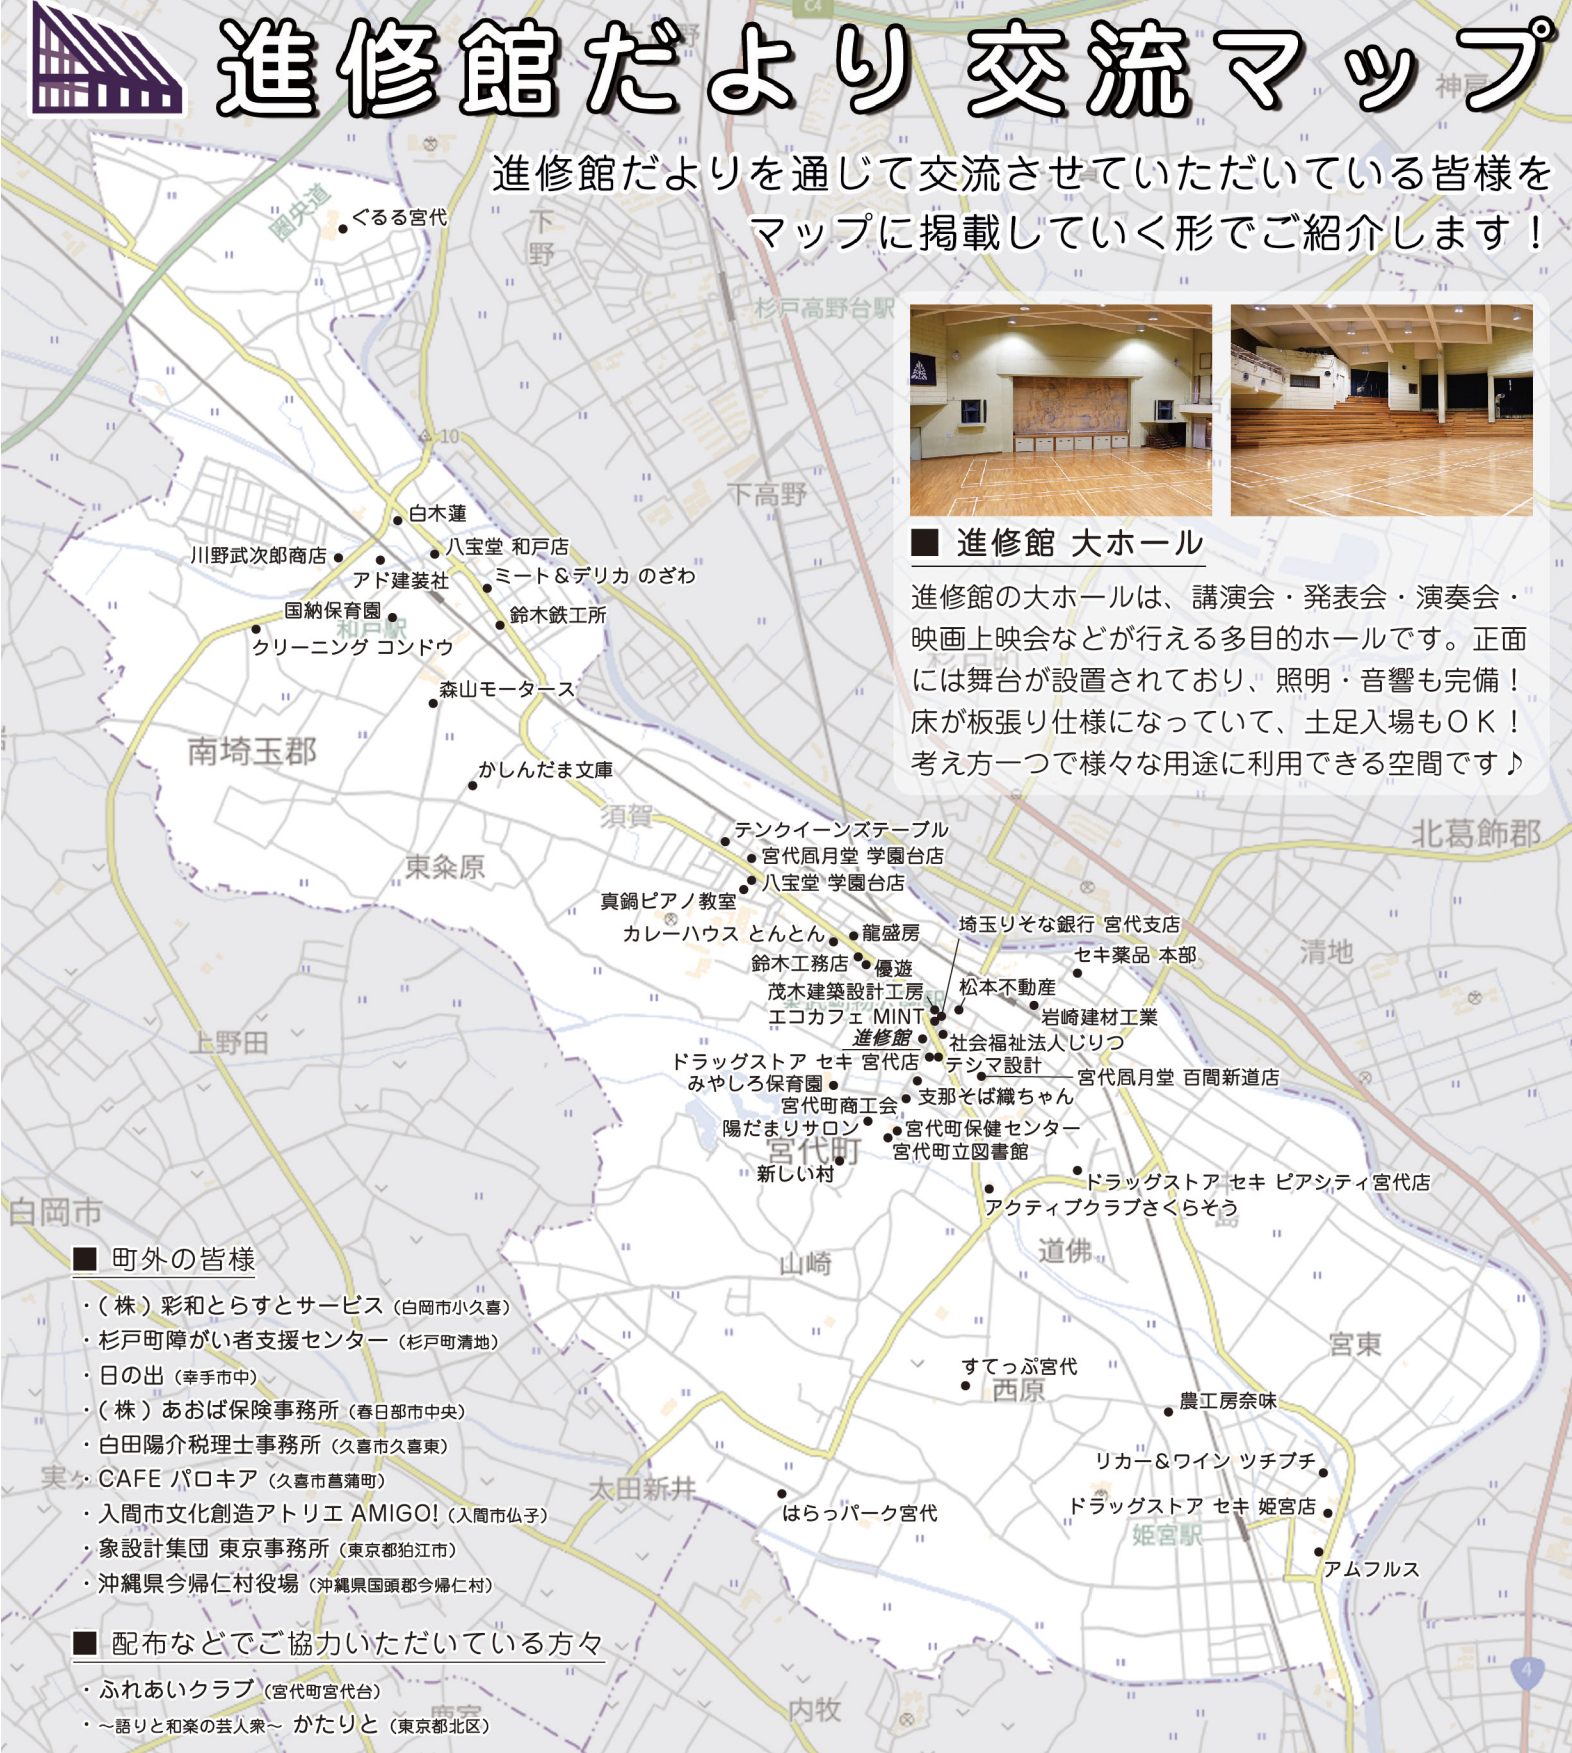 進修館だより 交流マップ
進修館だよりを通じて交流させていただいている皆様を
マップに掲載していく形でご紹介します！
C4
神戸
圏央道
ぐるる宮代
下野
杉戸高野台駅
10
下高野
白木蓮
八宝堂 和戸店
川野武次郎商店
アド建装社
ミート＆デリカ のざわ
国納保育園
鈴木鉄工所
和戸駅
クリーニング コンドウ
森山モータース
南埼玉郡
かしんだま文庫
須賀
東粂原
■ 進修館 大ホール
進修館の大ホールは、講演会・発表会・演奏会・
映画上映会などが行える多目的ホールです。正面
には舞台が設置されており、照明・音響も完備！
床が板張り仕様になっていて、土足入場もＯＫ！
考え方一つで様々な用途に利用できる空間です♪
北葛飾郡
テンクイーンズテーブル
宮代凮月堂 学園台店
八宝堂 学園台店
真鍋ピアノ教室
カレーハウス とんとん
龍盛房
埼玉りそな銀行 宮代支店
鈴木工務店
優遊
セキ薬品 本部
清地
茂木建築設計工房
松本不動産
エコカフェ MINT
岩崎建材工業
進修館
社会福祉法人じりつ
上野田
ドラッグストア セキ 宮代店
テシマ設計
みやしろ保育園
宮代凮月堂 百間新道店
宮代町商工会
支那そば織ちゃん
陽だまりサロン
宮代町保健センター
宮代町
宮代町立図書館
新しい村
ドラッグストア セキ ピアシティ宮代店
アクティブクラブさくらそう
白岡市
山崎
道佛
宮東
すてっぷ宮代
西原
農工房奈味
リカー＆ワイン ツチブチ
太田新井
はらっパーク宮代
ドラッグストア セキ 姫宮店
姫宮駅
アムフルス
内牧
4
■ 町外の皆様
・( 株 ) 彩和とらすとサービス（白岡市小久喜）
・杉戸町障がい者支援センター（杉戸町清地）
・日の出（幸手市中）
・( 株 ) あおば保険事務所（春日部市中央）
・白田陽介税理士事務所（久喜市久喜東）
・CAFE パロキア（久喜市菖蒲町）
・入間市文化創造アトリエ AMIGO!（入間市仏子）
・象設計集団 東京事務所（東京都狛江市）
・沖縄県今帰仁村役場（沖縄県国頭郡今帰仁村）
■ 配布などでご協力いただいている方々
・ふれあいクラブ（宮代町宮代台）
・～語りと和楽の芸人衆～ かたりと（東京都北区）